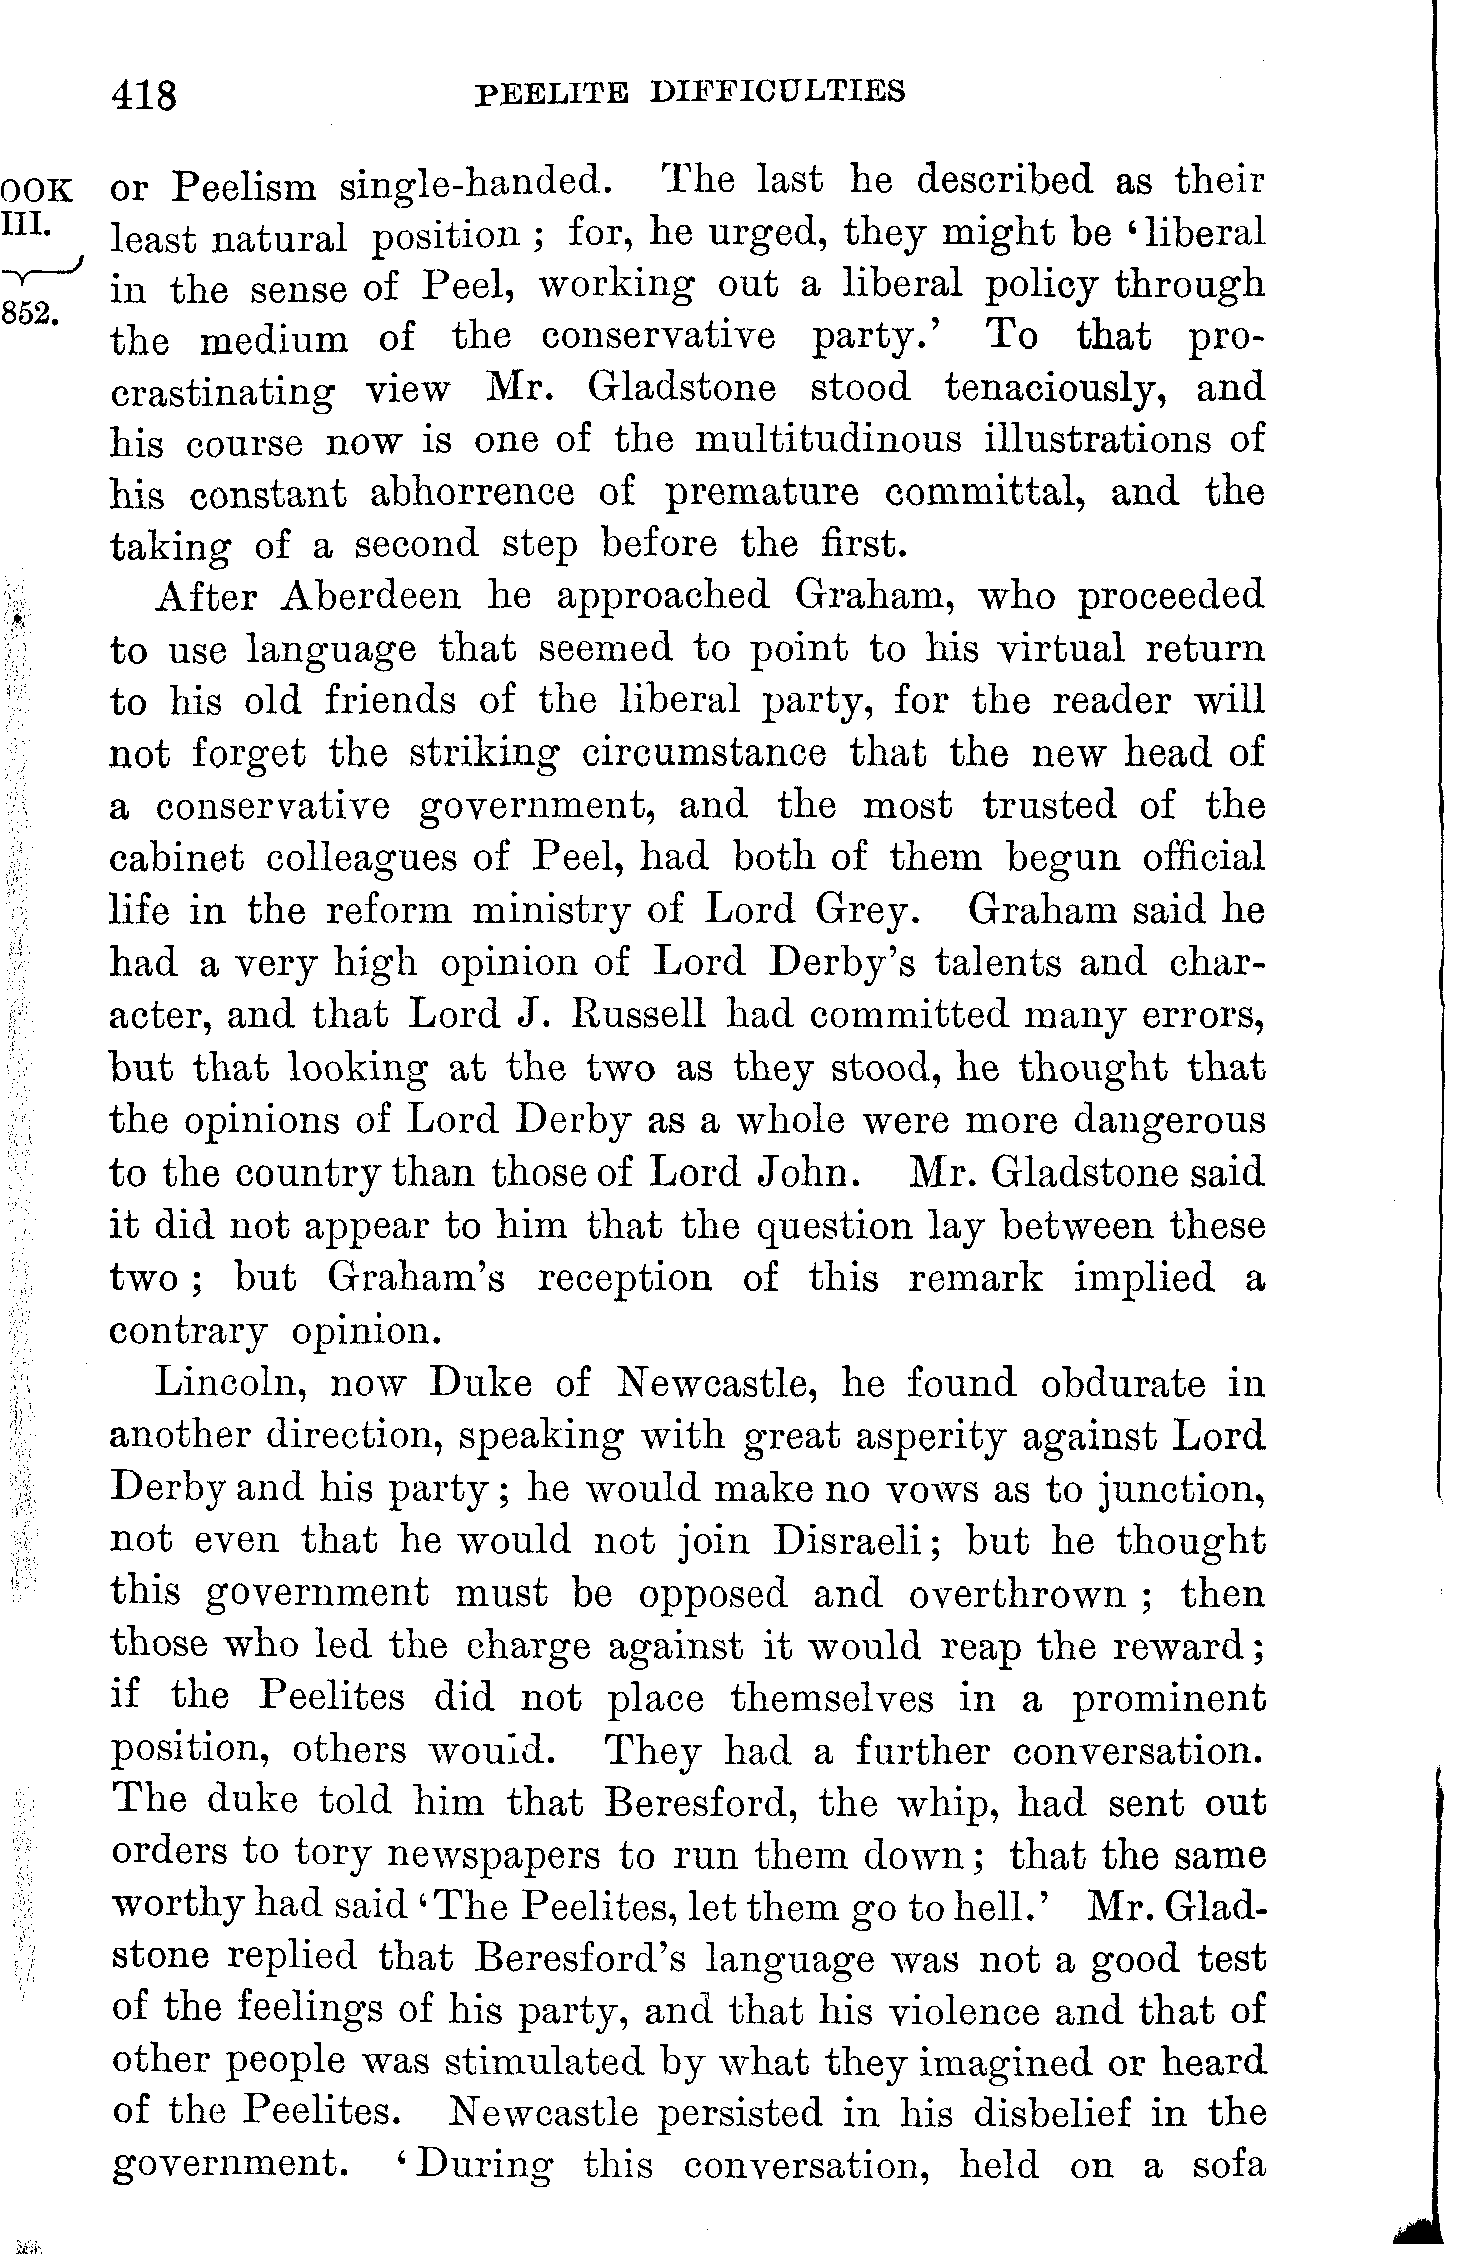 418 PEELITE DIFFICULTIES
OOK
III.
852.
or Peelism single-handed. The last he described as their
least natural position ; for, he urged, they might be ‘liberal
in the sense of Peel, working out a liberal policy through
the medium of the conservative party.’ To that pro-
crastinating view Mr. Gladstone stood tenaciously, and
his course now is one of the multitudinous illustrations of
his constant abhorrence of premature committal, and the
taking of a second step before the first.
After Aberdeen he approached Graham, who proceeded
to use language that seemed to point to his virtual return
to his old friends of the liberal party, for the reader will
not forget the striking circumstance that the new head of
a conservative government, and the most trusted of the
cabinet colleagues of Peel, had both of them begun official
life in the reform ministry of Lord Grey. Graham said he
had a very high opinion of Lord Derby’s talents and char-
acter, and that Lord J. Russell had committed many errors,
but that looking at the two as they stood, he thought that
the opinions of Lord Derby as a whole were more dangerous
to the country than those of Lord John. Mr. Gladstone said
it did not appear to him that the question lay between these
two ; but Graham’s reception of this remark implied a
contrary opinion.
Lincoln, now Duke of Newcastle, he found obdurate in
another direction, speaking with great asperity against Lord
Derby and his party ; he would make no vows as to junction,
not even that he would not join Disraeli ; but he thought
this government must be opposed and overthrown ; then
those who led the charge against it would reap the reward ;
if the Peelites did not place themselves in a prominent
position, others would. They had a further conversation.
The duke told him that Beresford, the whip, had sent out
orders to tory newspapers to run them down ; that the same
worthy had said ‘The Peelites, let them go to hell.’ Mr. Glad-
stone replied that Beresford’s language was not a good test
of the feelings of his party, and that his violence and that of
other people was stimulated by what they imagined or heard
of the Peelites. Newcastle persisted in his disbelief in the
government. ‘During this conversation, held on a sofa